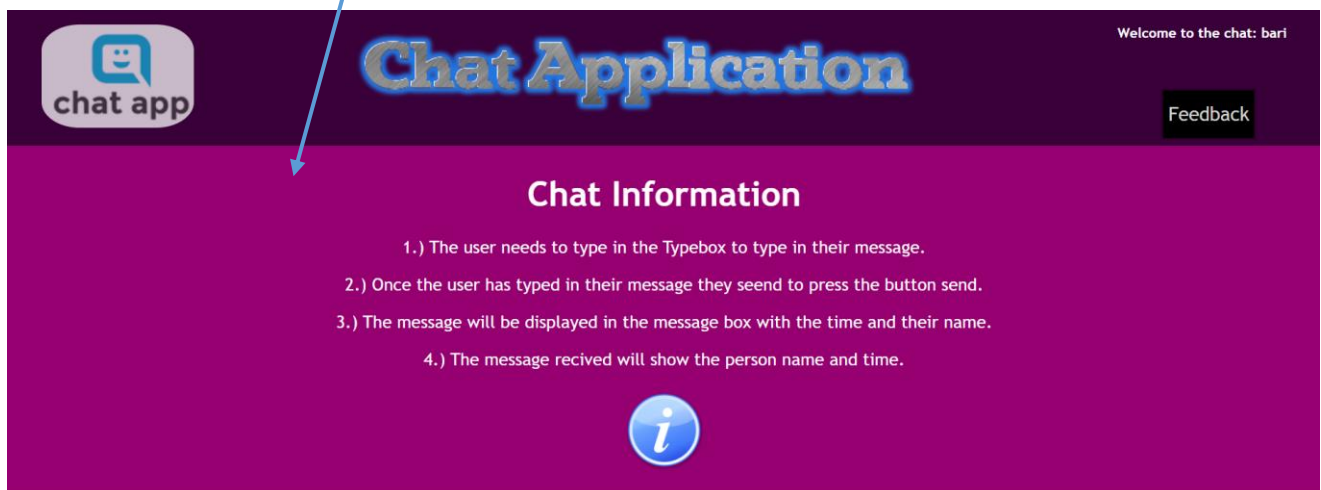 chat app
Chat Application
Welcome to the chat: bari
Feedback
Chat Information
1.) The user needs to type in the Typebox to type in their message.
2.) Once the user has typed in their message they seend to press the button send.
3.) The message will be displayed in the message box with the time and their name.
4.) The message recived will show the person name and time.
i